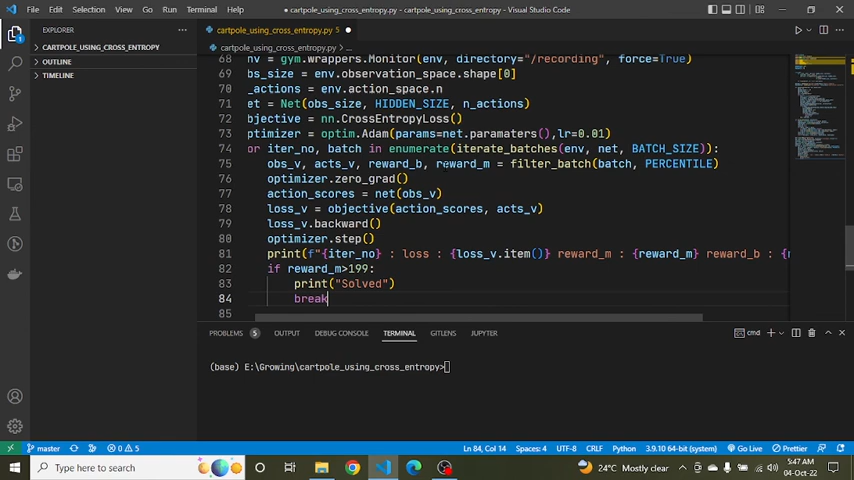 File Edit Selection View Go Run Terminal Help
cartpole_using_cross_entropy.py - cartpole_using_cross_entropy - Visual Studio Code
EXPLORER
CARTPOLE_USING_CROSS_ENTROPY
OUTLINE
TIMELINE
cartpole_using_cross_entropy.py 5
cartpole_using_cross_entropy.py > ...
68 nv = gym.wrappers.Monitor(env, directory="/recording", force=True)
69 bs_size = env.observation_space.shape[0]
70 _actions = env.action_space.n
71 et = Net(obs_size, HIDDEN_SIZE, n_actions)
72 bjective = nn.CrossEntropyLoss()
73 ptimizer = optim.Adam(params=net.paramaters(),lr=0.01)
74 or iter_no, batch in enumerate(iterate_batches(env, net, BATCH_SIZE)):
75 obs_v, acts_v, reward_b, reward_m = filter_batch(batch, PERCENTILE)
76 optimizer.zero_grad()
77 action_scores = net(obs_v)
78 loss_v = objective(action_scores, acts_v)
79 loss_v.backward()
80 optimizer.step()
81 print(f"{iter_no} : loss : {loss_v.item()} reward_m : {reward_m} reward_b : {
82 if reward_m>199:
83 print("Solved")
84 break
85
PROBLEMS 5 OUTPUT DEBUG CONSOLE TERMINAL GITLENS JUPYTER
cmd
(base) E:\Growing\cartpole_using_cross_entropy>
master 0 5 Ln 84, Col 14 Spaces: 4 UTF-8 CRLF Python 3.9.10 64-bit (system) Go Live Prettier
Type here to search
24°C Mostly clear
5:47 AM
04-Oct-22